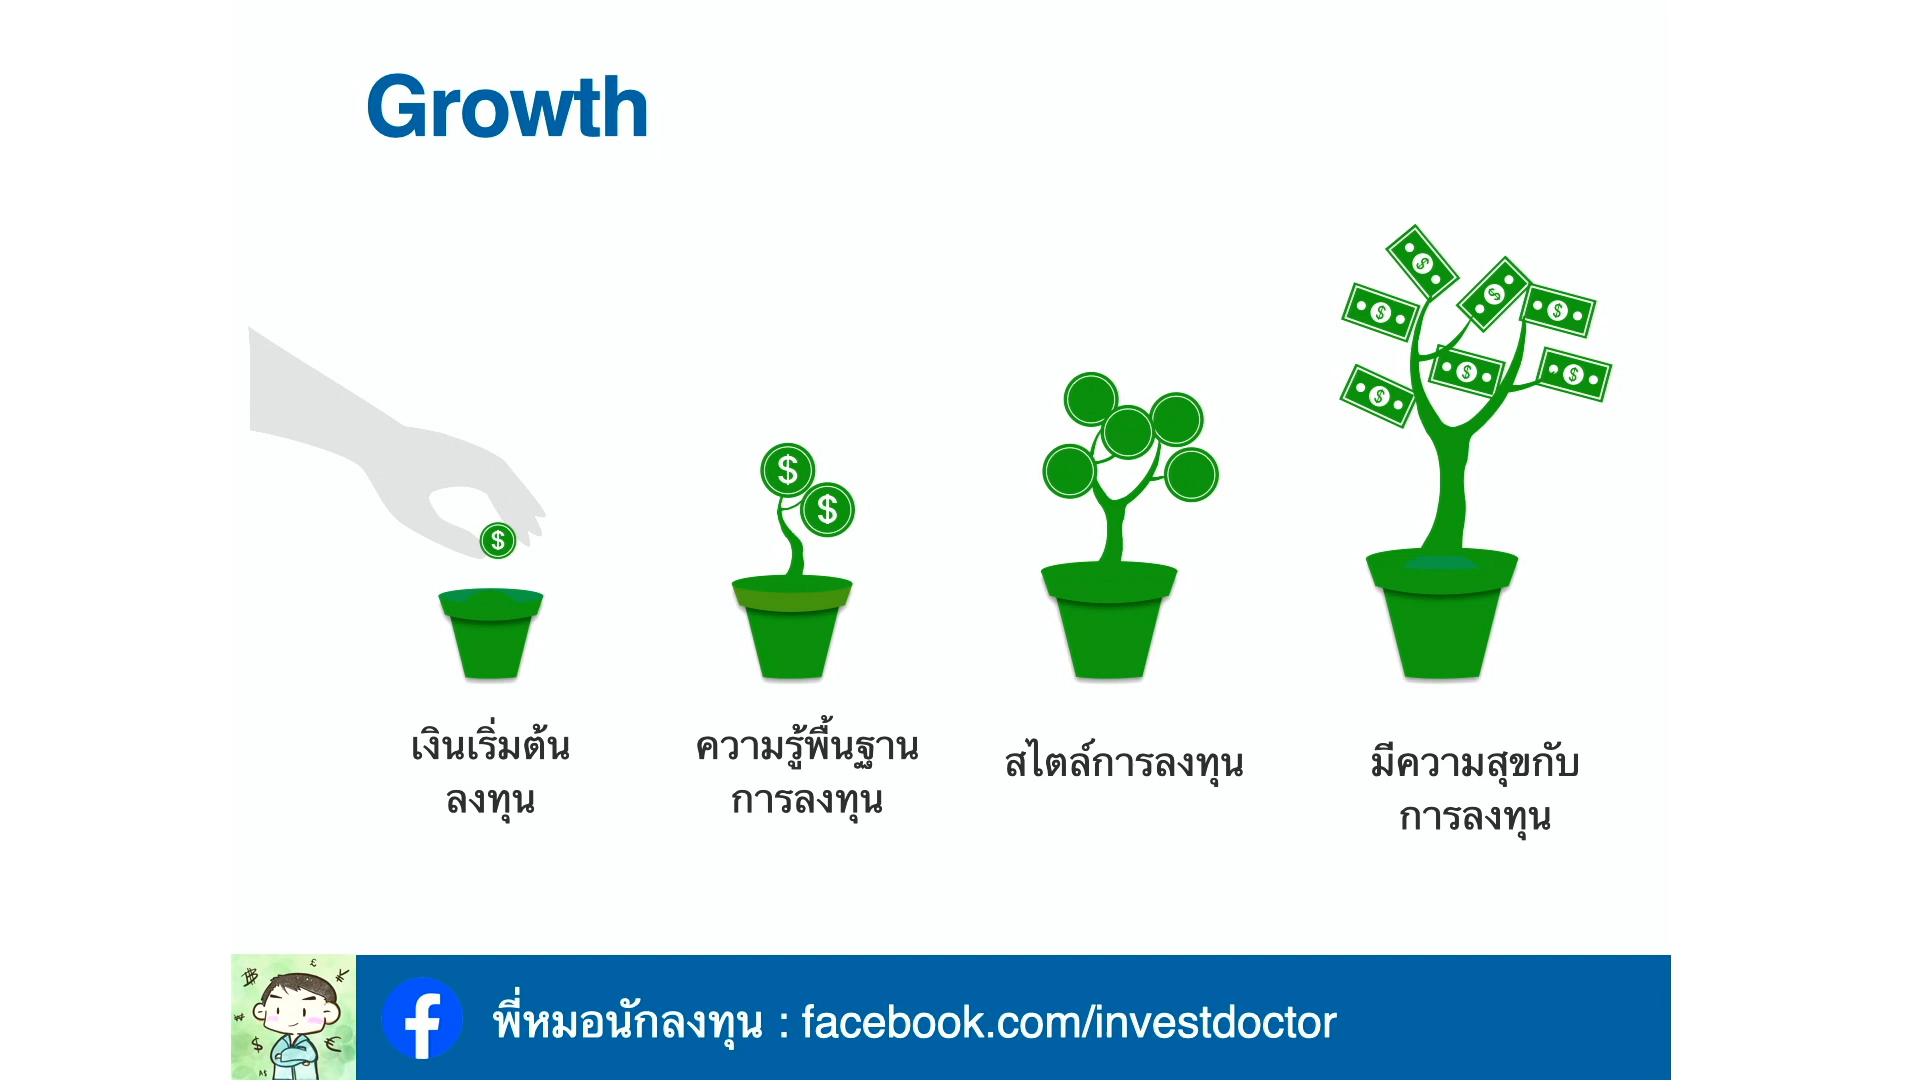 Growth
เงินเริ่มต้น
ลงทุน
ความรู้พื้นฐาน
การลงทุน
สไตล์การลงทุน
มีความสุขกับ
การลงทุน
พี่หมอนักลงทุน : facebook.com/investdoctor